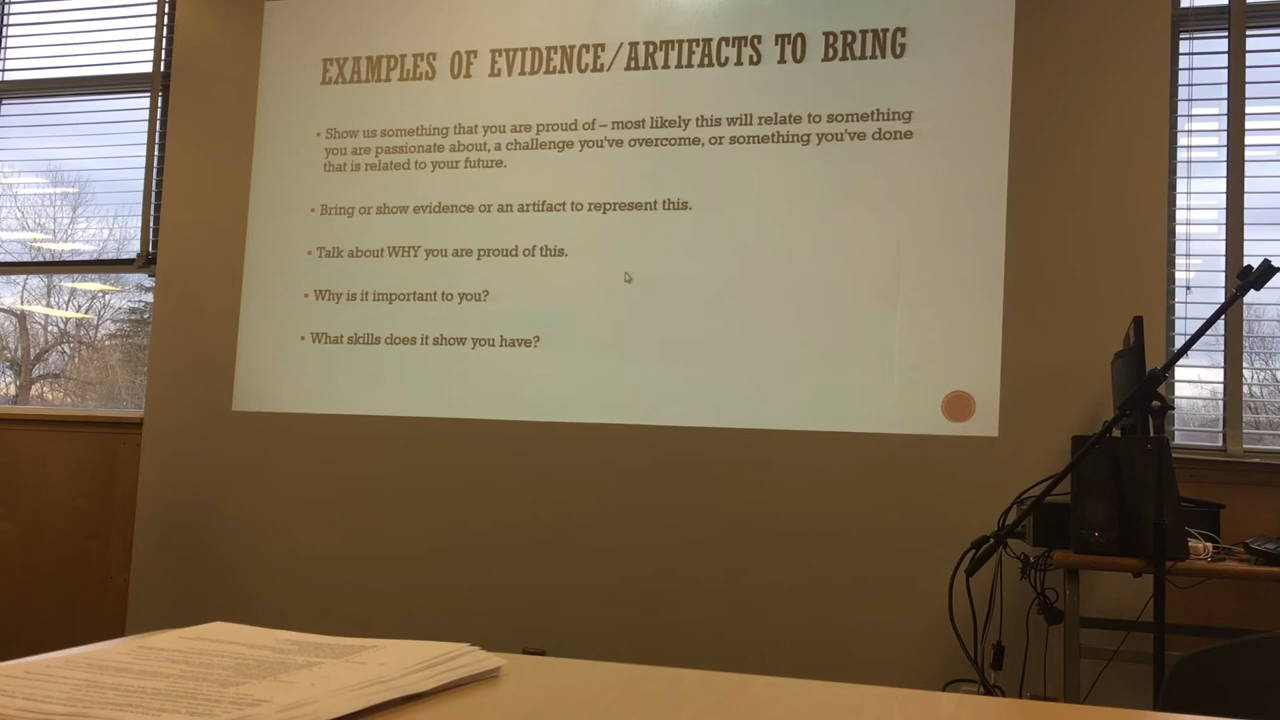 EXAMPLES OF EVIDENCE/ARTIFACTS TO BRING
▪ Show us something that you are proud of – most likely this will relate to something
you are passionate about, a challenge you've overcome, or something you've done
that is related to your future.
▪ Bring or show evidence or an artifact to represent this.
▪ Talk about WHY you are proud of this.
▪ Why is it important to you?
▪ What skills does it show you have?